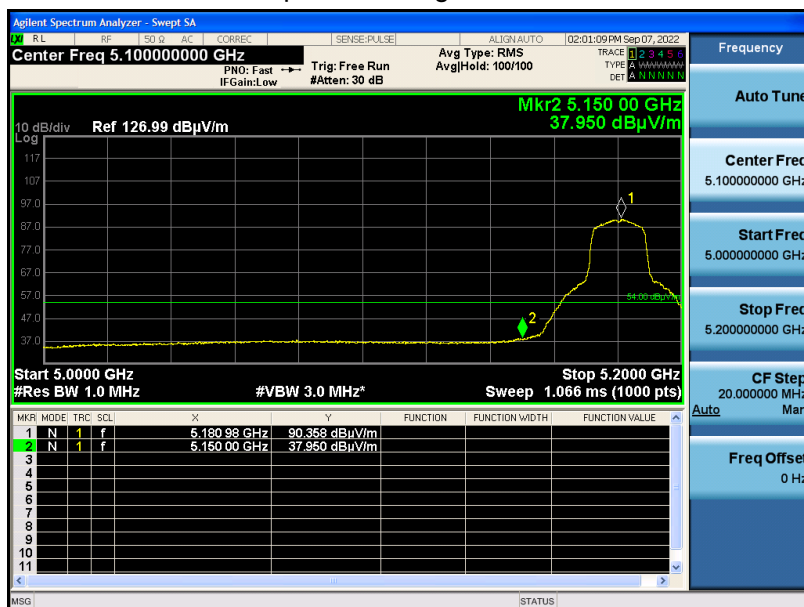 Agilent Spectrum Analyzer - Swept SA
LXI RL RF 50 Ω AC CORREC SENSE:PULSE ALIGN AUTO 02:01:09 PM Sep 07, 2022
Center Freq 5.100000000 GHz
PNO: Fast
IFGain:Low
Trig: Free Run
#Atten: 30 dB
Avg Type: RMS
Avg|Hold: 100/100
TRACE 1 2 3 4 5 6
TYPE A WWWWW
DET A N N N N N
Mkr2 5.150 00 GHz
37.950 dBµV/m
10 dB/div Ref 126.99 dBµV/m
Log
117
107
97.0
87.0
77.0
67.0
57.0
47.0
37.0
1
54.00 dBµV/m
2
Start 5.0000 GHz Stop 5.2000 GHz
#Res BW 1.0 MHz #VBW 3.0 MHz* Sweep 1.066 ms (1000 pts)
MKR MODE TRC SCL X Y FUNCTION FUNCTION WIDTH FUNCTION VALUE
1 N 1 f 5.180 98 GHz 90.358 dBµV/m
2 N 1 f 5.150 00 GHz 37.950 dBµV/m
3
4
5
6
7
8
9
10
11
MSG STATUS
Frequency
Auto Tune
Center Freq
5.100000000 GHz
Start Freq
5.000000000 GHz
Stop Freq
5.200000000 GHz
CF Step
20.000000 MHz
Auto Man
Freq Offset
0 Hz